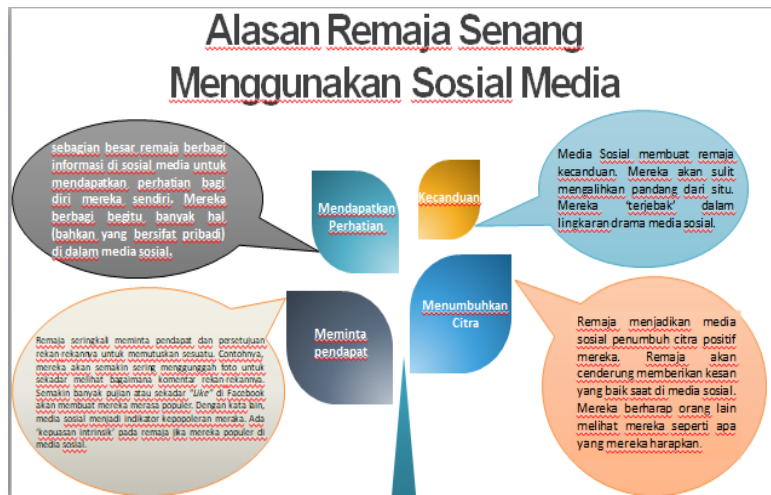 Alasan Remaja Senang
Menggunakan Sosial Media
sebagian besar remaja berbagi
informasi di sosial media untuk
mendapatkan perhatian bagi
diri mereka sendiri. Mereka
berbagi begitu banyak hal
(bahkan yang bersifat pribadi)
di dalam media sosial.
Mendapatkan
Perhatian
Kecanduan
Media Sosial membuat remaja
kecanduan. Mereka akan sulit
mengalihkan pandang dari situ.
Mereka 'terjebak' dalam
lingkaran drama media sosial.
Remaja seringkali meminta pendapat dan persetujuan
rekan-rekannya untuk memutuskan sesuatu. Contohnya,
mereka akan semakin sering mengunggah foto untuk
sekadar melihat bagaimana komentar rekan-rekannya.
Semakin banyak pujian atau sekadar "Like" di Facebook
akan membuat mereka merasa populer. Dengan kata lain,
media sosial menjadi indikator kepopoleran meraka. Ada
'kepuasan intrinsik' pada remaja jika mereka populer di
media sosial.
Meminta
pendapat
Menumbuhkan
Citra
Remaja menjadikan media
sosial penumbuh citra positif
mereka. Remaja akan
cenderung memberikan kesan
yang baik saat di media sosial.
Mereka berharap orang lain
melihat mereka seperti apa
yang mereka harapkan.